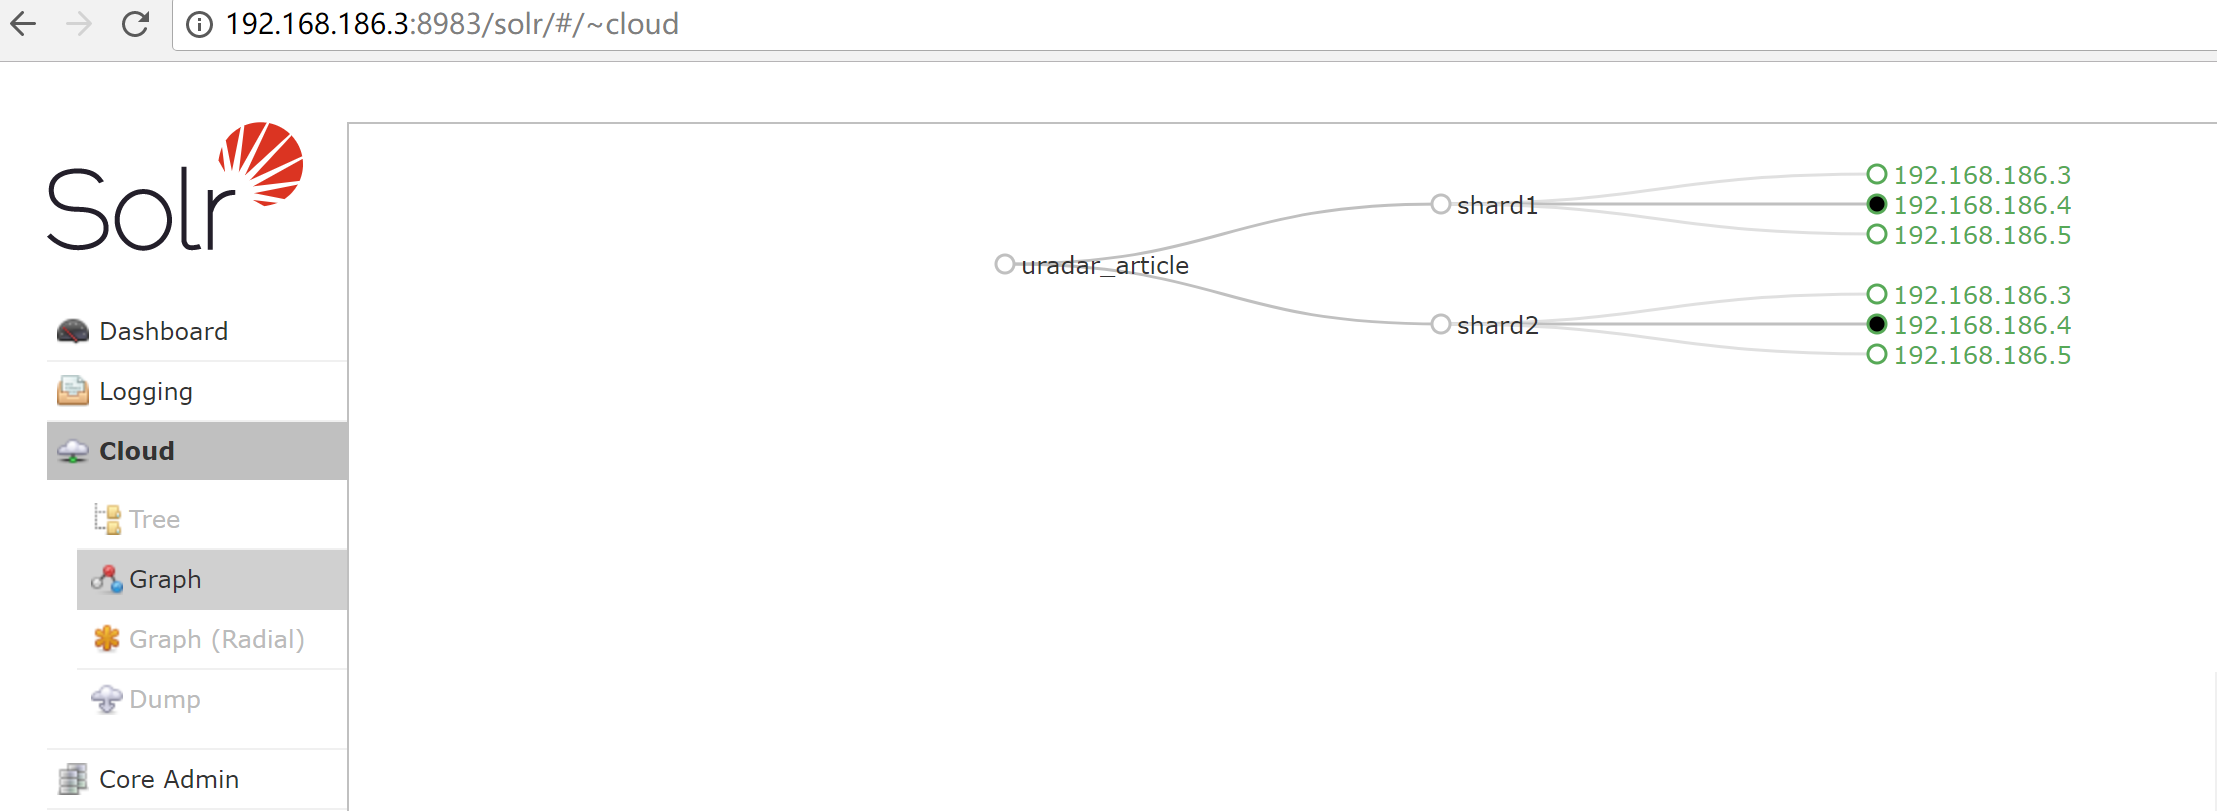 192.168.186.3:8983/solr/#/~cloud
Solr
Dashboard
Logging
Cloud
Tree
Graph
Graph (Radial)
Dump
Core Admin
uradar_article
shard1
192.168.186.3
192.168.186.4
192.168.186.5
shard2
192.168.186.3
192.168.186.4
192.168.186.5